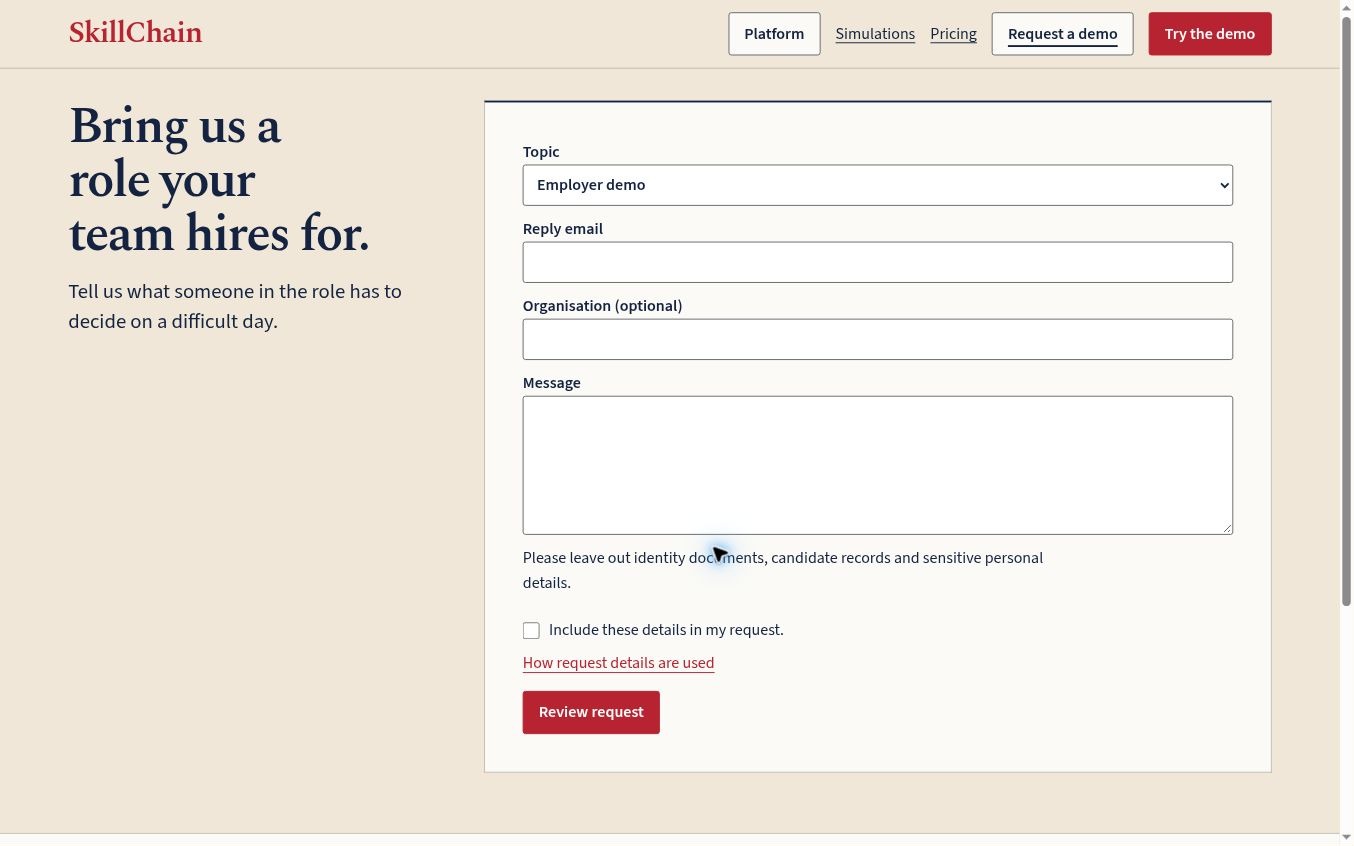 SkillChain
Platform
Simulations
Pricing
Request a demo
Try the demo
Bring us a
role your
team hires for.
Tell us what someone in the role has to
decide on a difficult day.
Topic
Employer demo
Reply email
Organisation (optional)
Message
Please leave out identity documents, candidate records and sensitive personal
details.
Include these details in my request.
How request details are used
Review request